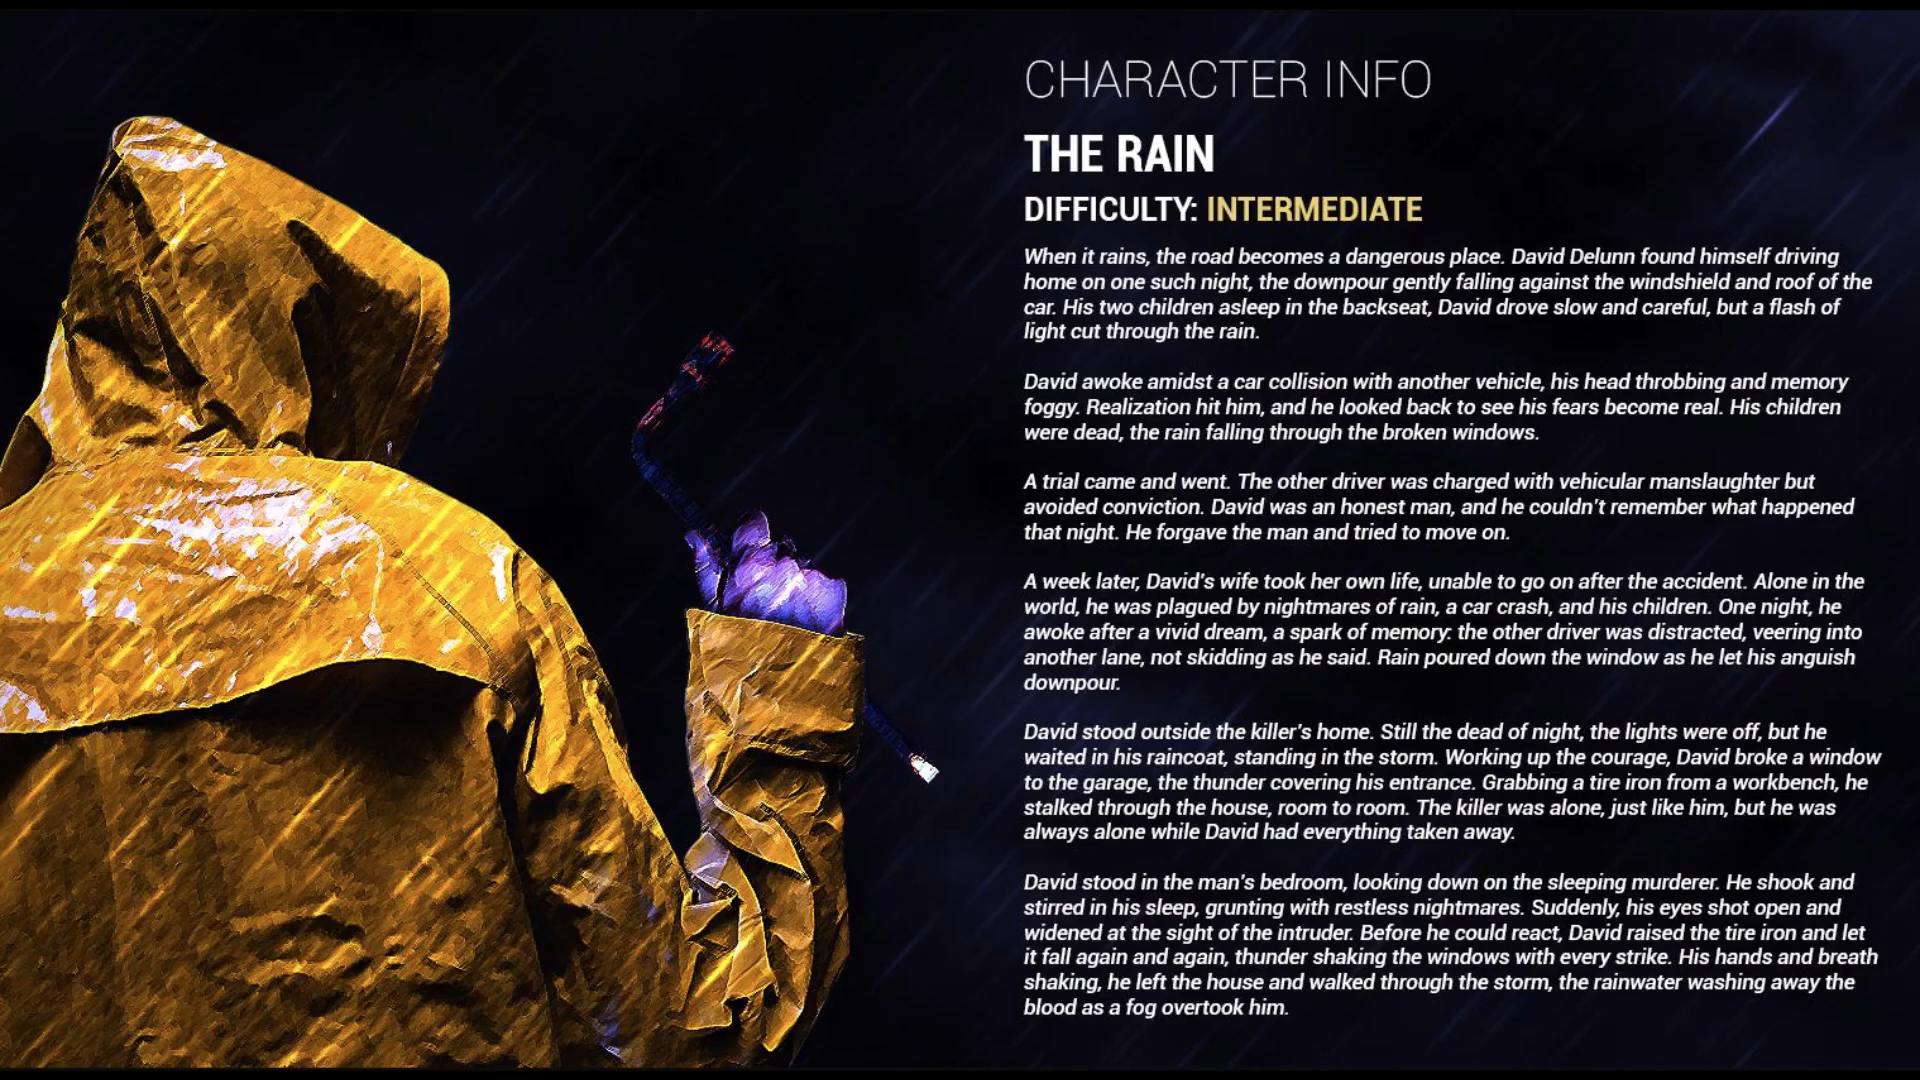 CHARACTER INFO
THE RAIN
DIFFICULTY: INTERMEDIATE
When it rains, the road becomes a dangerous place. David Delunn found himself driving
home on one such night, the downpour gently falling against the windshield and roof of the
car. His two children asleep in the backseat, David drove slow and careful, but a flash of
light cut through the rain.
David awoke amidst a car collision with another vehicle, his head throbbing and memory
foggy. Realization hit him, and he looked back to see his fears become real. His children
were dead, the rain falling through the broken windows.
A trial came and went. The other driver was charged with vehicular manslaughter but
avoided conviction. David was an honest man, and he couldn't remember what happened
that night. He forgave the man and tried to move on.
A week later, David's wife took her own life, unable to go on after the accident. Alone in the
world, he was plagued by nightmares of rain, a car crash, and his children. One night, he
awoke after a vivid dream, a spark of memory: the other driver was distracted, veering into
another lane, not skidding as he said. Rain poured down the window as he let his anguish
downpour.
David stood outside the killer's home. Still the dead of night, the lights were off, but he
waited in his raincoat, standing in the storm. Working up the courage, David broke a window
to the garage, the thunder covering his entrance. Grabbing a tire iron from a workbench, he
stalked through the house, room to room. The killer was alone, just like him, but he was
always alone while David had everything taken away.
David stood in the man's bedroom, looking down on the sleeping murderer. He shook and
stirred in his sleep, grunting with restless nightmares. Suddenly, his eyes shot open and
widened at the sight of the intruder. Before he could react, David raised the tire iron and let
it fall again and again, thunder shaking the windows with every strike. His hands and breath
shaking, he left the house and walked through the storm, the rainwater washing away the
blood as a fog overtook him.